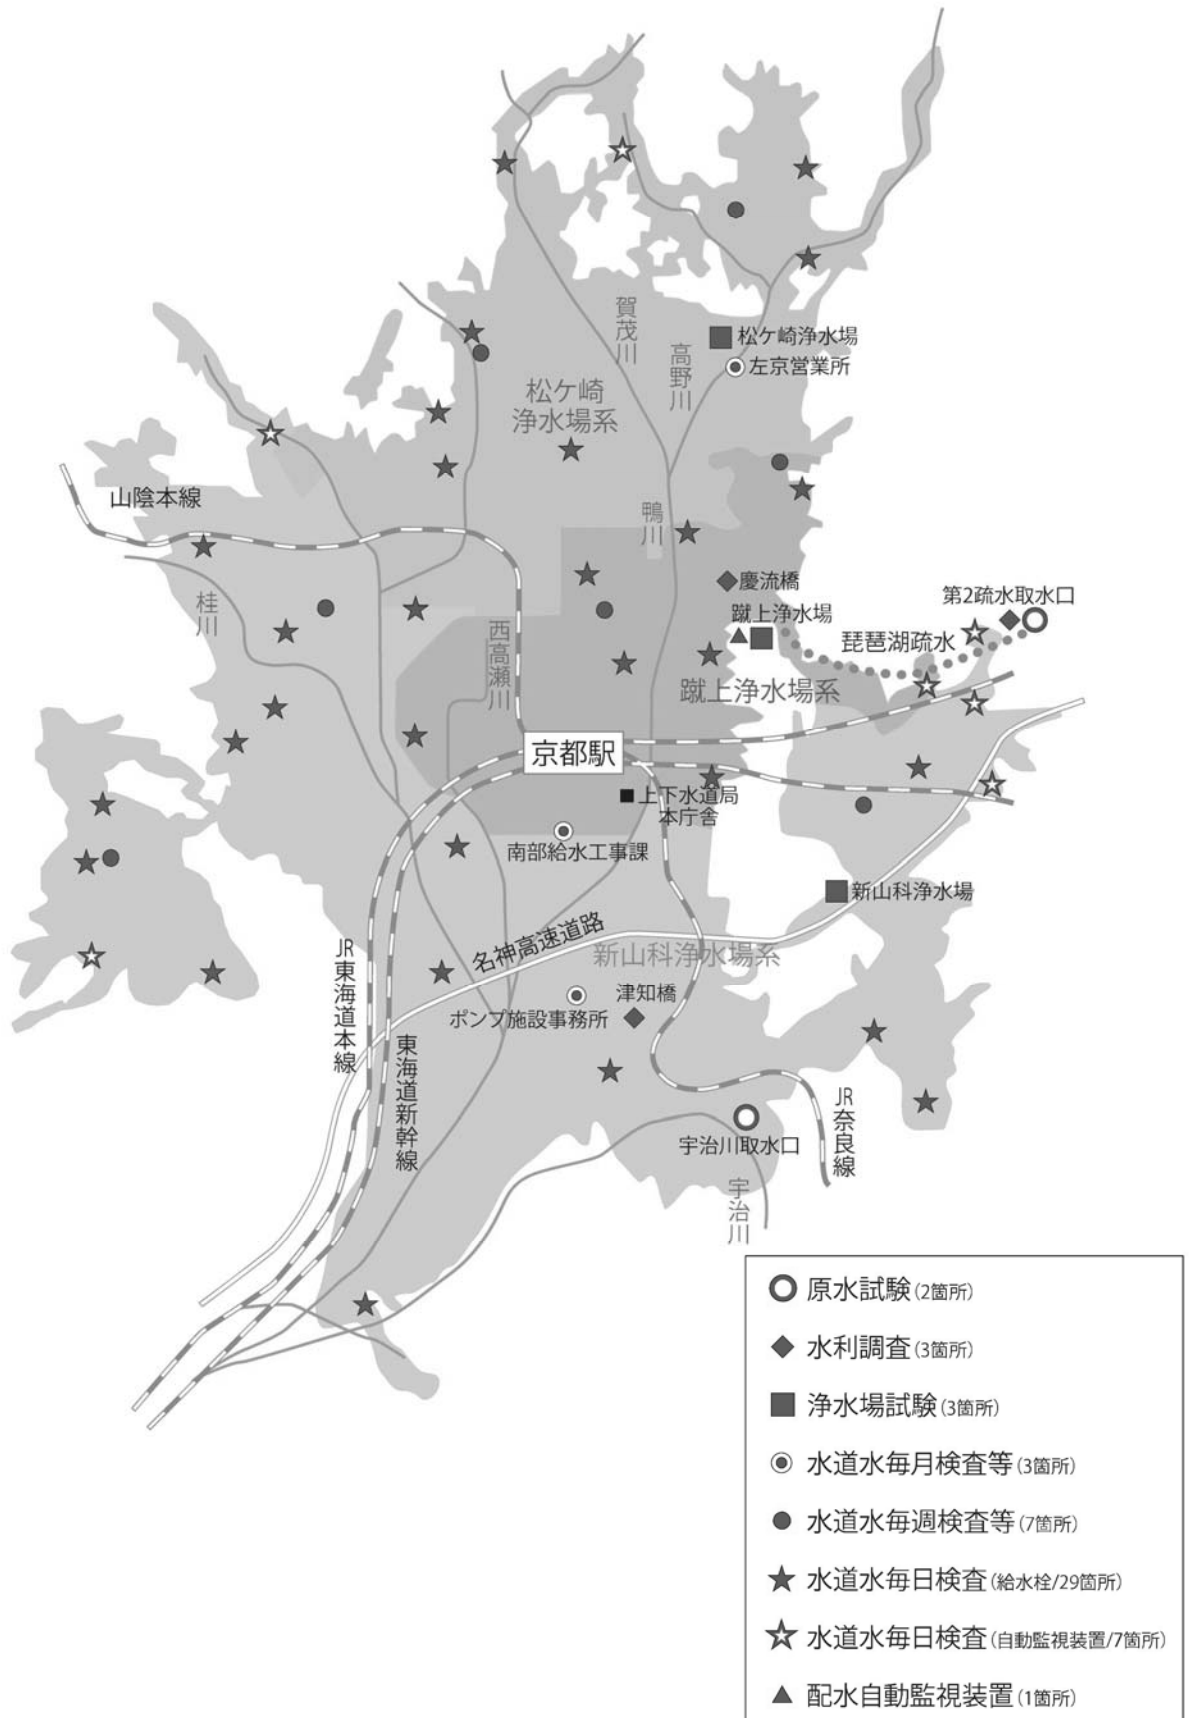 賀茂川
高野川
松ケ崎浄水場
左京営業所
松ケ崎
浄水場系
山陰本線
鴨川
桂川
慶流橋
蹴上浄水場
第2疏水取水口
琵琶湖疏水
西高瀬川
蹴上浄水場系
京都駅
上下水道局
本庁舎
南部給水工事課
新山科浄水場
名神高速道路
新山科浄水場系
JR東海道本線
津知橋
ポンプ施設事務所
東海道新幹線
JR奈良線
宇治川取水口
宇治川
原水試験(2箇所)
水利調査(3箇所)
浄水場試験(3箇所)
水道水毎月検査等(3箇所)
水道水毎週検査等(7箇所)
水道水毎日検査(給水栓/29箇所)
水道水毎日検査(自動監視装置/7箇所)
配水自動監視装置(1箇所)